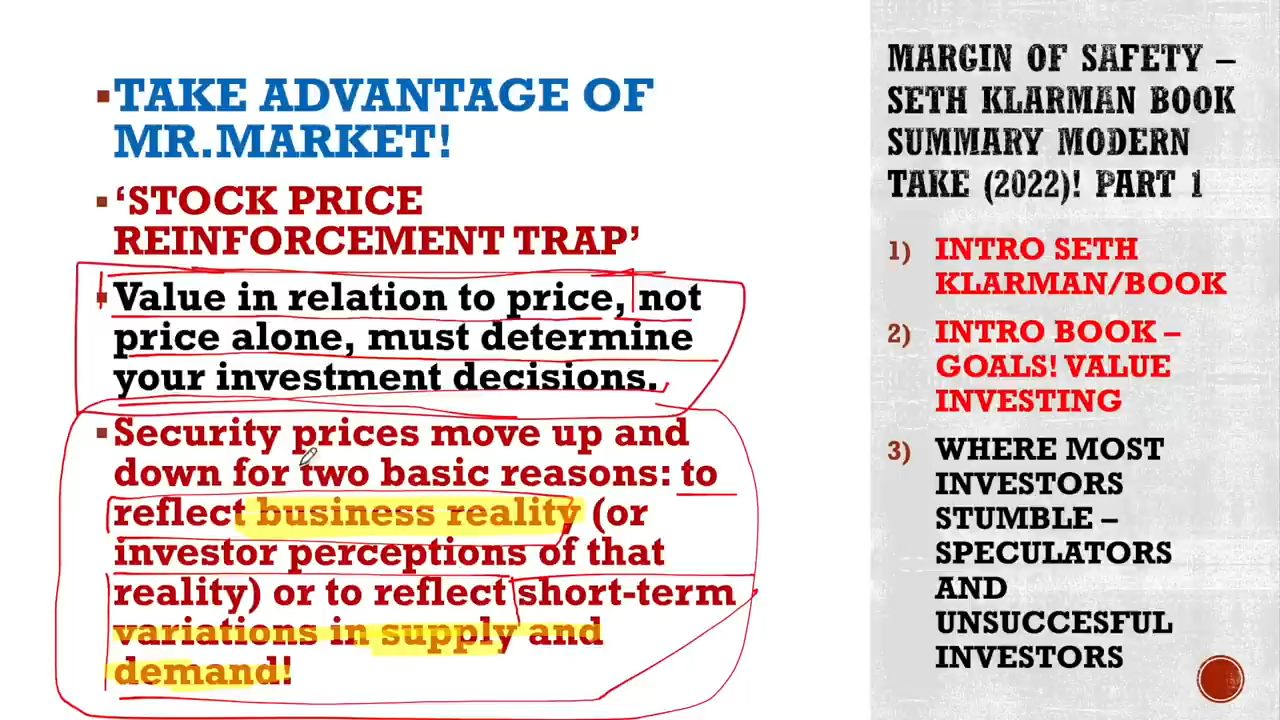 TAKE ADVANTAGE OF
MR.MARKET!
‘STOCK PRICE
REINFORCEMENT TRAP’
Value in relation to price, not
price alone, must determine
your investment decisions.
Security prices move up and
down for two basic reasons: to
reflect business reality (or
investor perceptions of that
reality) or to reflect short-term
variations in supply and
demand!
MARGIN OF SAFETY –
SETH KLARMAN BOOK
SUMMARY MODERN
TAKE (2022)! PART 1
1) INTRO SETH
KLARMAN/BOOK
2) INTRO BOOK –
GOALS! VALUE
INVESTING
3) WHERE MOST
INVESTORS
STUMBLE –
SPECULATORS
AND
UNSUCCESFUL
INVESTORS